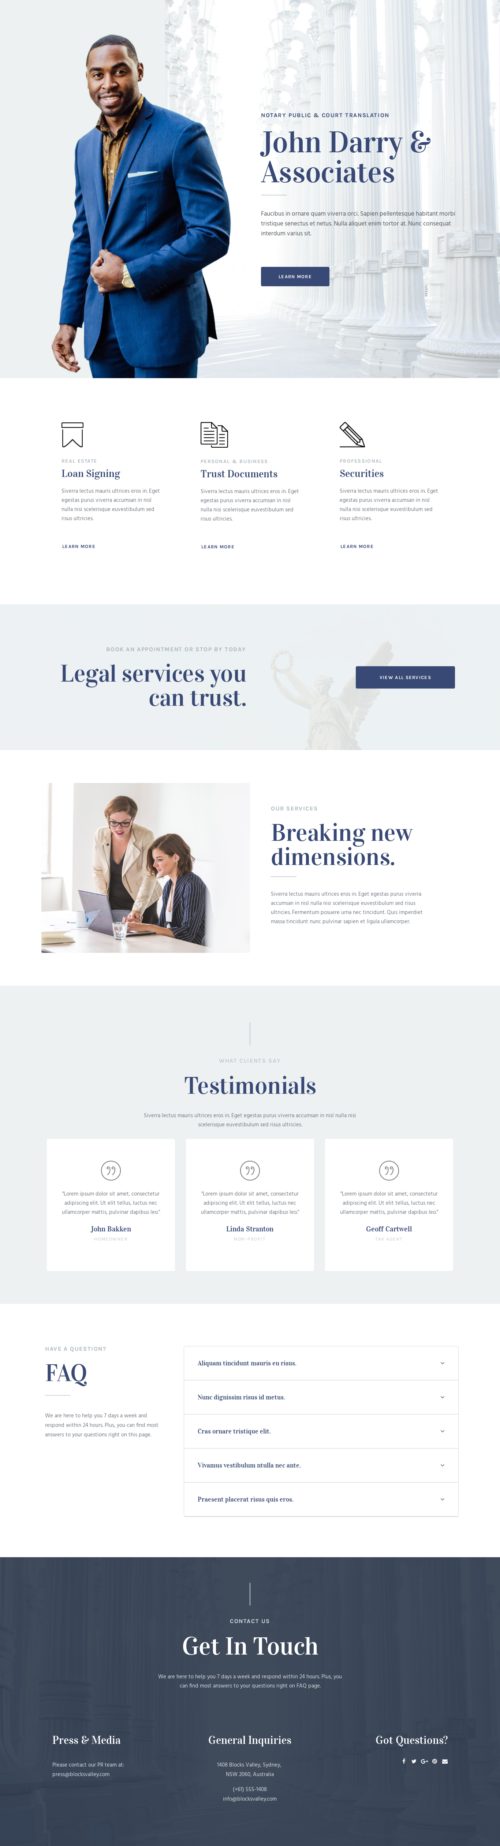 NOTARY PUBLIC & COURT TRANSLATION
John Darry &
Associates
Faucibus in ornare quam viverra orci. Sapien pellentesque habitant morbi
tristique senectus et netus. Nulla aliquet enim tortor at. Nunc consequat
interdum varius sit.
LEARN MORE
REAL ESTATE
Loan Signing
Siverra lectus mauris ultrices eros in. Eget
egestas purus viverra accumsan in nisl
nulla nisi scelerisque euvestibulum sed
risus ultricies.
LEARN MORE
PERSONAL & BUSINESS
Trust Documents
Siverra lectus mauris ultrices eros in. Eget
egestas purus viverra accumsan in nisl
nulla nisi scelerisque euvestibulum sed
risus ultricies.
LEARN MORE
PROFESSIONAL
Securities
Siverra lectus mauris ultrices eros in. Eget
egestas purus viverra accumsan in nisl
nulla nisi scelerisque euvestibulum sed
risus ultricies.
LEARN MORE
BOOK AN APPOINTMENT OR STOP BY TODAY
Legal services you
can trust.
VIEW ALL SERVICES
OUR SERVICES
Breaking new
dimensions.
Siverra lectus mauris ultrices eros in. Eget egestas purus viverra
accumsan in nisl nulla nisi scelerisque euvestibulum sed risus
ultricies. Fermentum posuere urna nec tincidunt. Quis imperdiet
massa tincidunt nunc pulvinar sapien et ligula ullamcorper.
WHAT CLIENTS SAY
Testimonials
Siverra lectus mauris ultrices eros in. Eget egestas purus viverra accumsan in nisl nulla nisi
scelerisque euvestibulum sed risus ultricies.
"Lorem ipsum dolor sit amet, consectetur
adipiscing elit. Ut elit tellus, luctus nec
ullamcorper mattis, pulvinar dapibus leo."
John Bakken
HOMEOWNER
"Lorem ipsum dolor sit amet, consectetur
adipiscing elit. Ut elit tellus, luctus nec
ullamcorper mattis, pulvinar dapibus leo."
Linda Stranton
NON-PROFIT
"Lorem ipsum dolor sit amet, consectetur
adipiscing elit. Ut elit tellus, luctus nec
ullamcorper mattis, pulvinar dapibus leo."
Geoff Cartwell
TAX AGENT
HAVE A QUESTION?
FAQ
We are here to help you 7 days a week and
respond within 24 hours. Plus, you can find most
answers to your questions right on this page.
Aliquam tincidunt mauris eu risus.
Nunc dignissim risus id metus.
Cras ornare tristique elit.
Vivamus vestibulum ntulla nec ante.
Praesent placerat risus quis eros.
CONTACT US
Get In Touch
We are here to help you 7 days a week and respond within 24 hours. Plus, you
can find most answers to your questions right on FAQ page.
Press & Media
Please contact our PR team at:
press@blocksvalley.com
General Inquiries
1408 Blocks Valley, Sydney,
NSW 2060, Australia
(+61) 555-1408
info@blocksvalley.com
Got Questions?